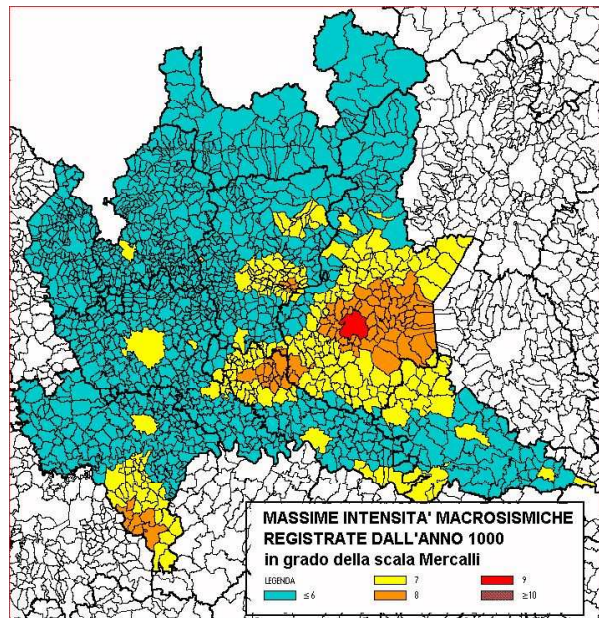 MASSIME INTENSITA' MACROSISMICHE
REGISTRATE DALL'ANNO 1000
in grado della scala Mercalli
LEGENDA
≤ 6
7
8
9
≥10